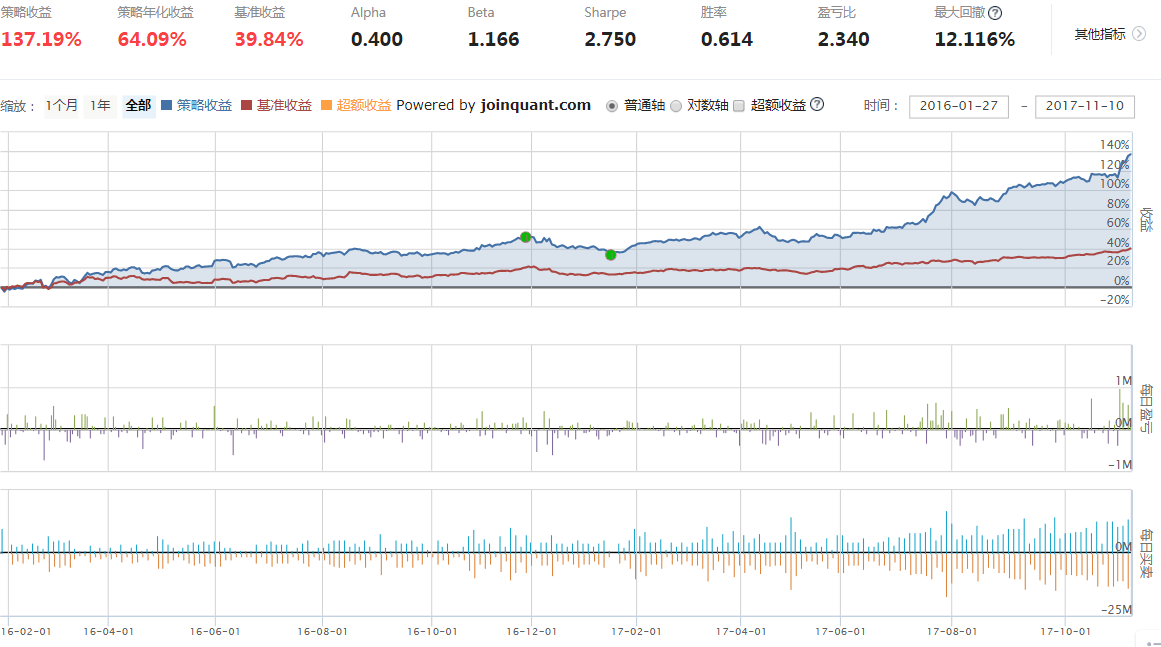 策略收益 策略年化收益 基准收益 Alpha Beta Sharpe 胜率 盈亏比 最大回撤 ?
137.19% 64.09% 39.84% 0.400 1.166 2.750 0.614 2.340 12.116% 其他指标
缩放： 1个月 1年 全部 策略收益 基准收益 超额收益 Powered by joinquant.com 普通轴 对数轴 超额收益 ? 时间： 2016-01-27 - 2017-11-10
140%
120%
100%
80%
60%
40%
20%
0%
-20%
收益
1M
0M
-1M
每日盈亏
0M
-25M
每日买卖
16-02-01 16-04-01 16-06-01 16-08-01 16-10-01 16-12-01 17-02-01 17-04-01 17-06-01 17-08-01 17-10-01